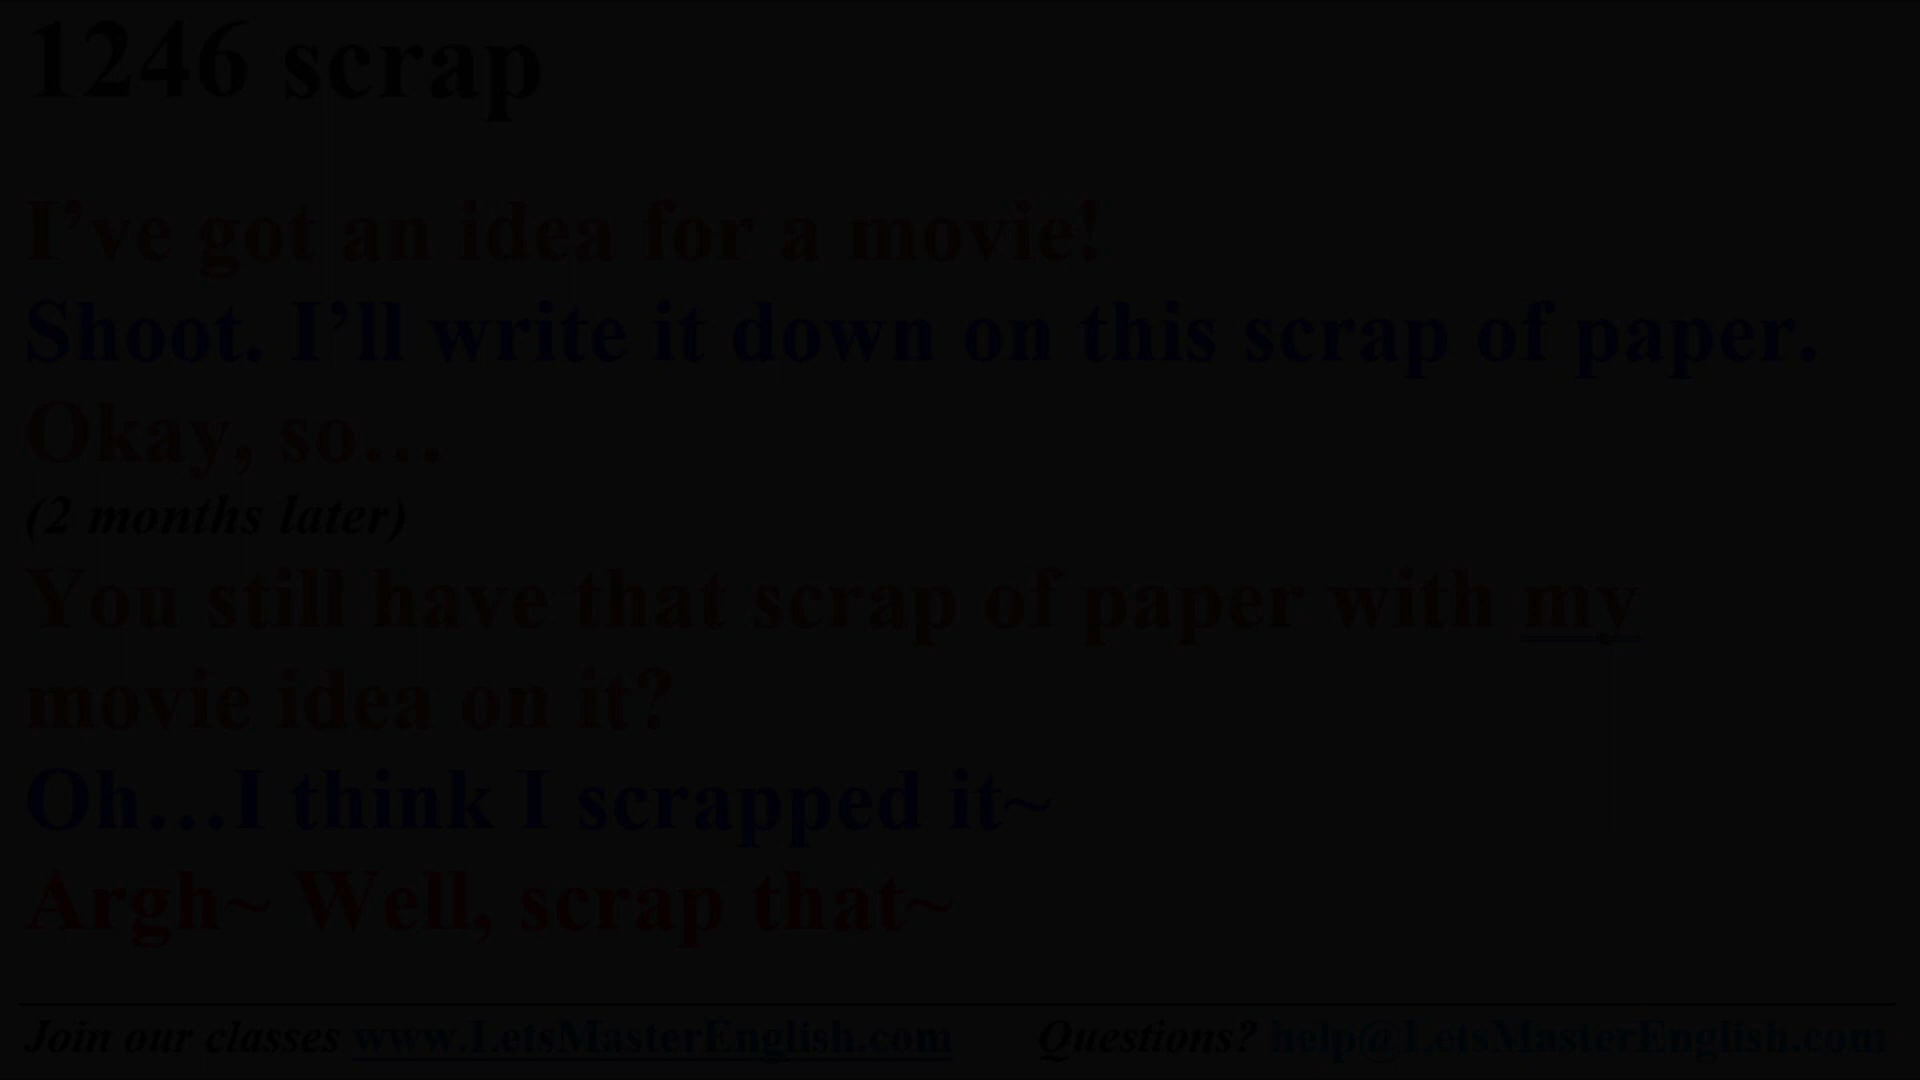 1246 scrap
I’ve got an idea for a movie!
Shoot. I’ll write it down on this scrap of paper.
Okay, so…
(2 months later)
You still have that scrap of paper with my
movie idea on it?
Oh…I think I scrapped it~
Argh~ Well, scrap that~
Join our classes www.LetsMasterEnglish.com Questions? help@LetsMasterEnglish.com